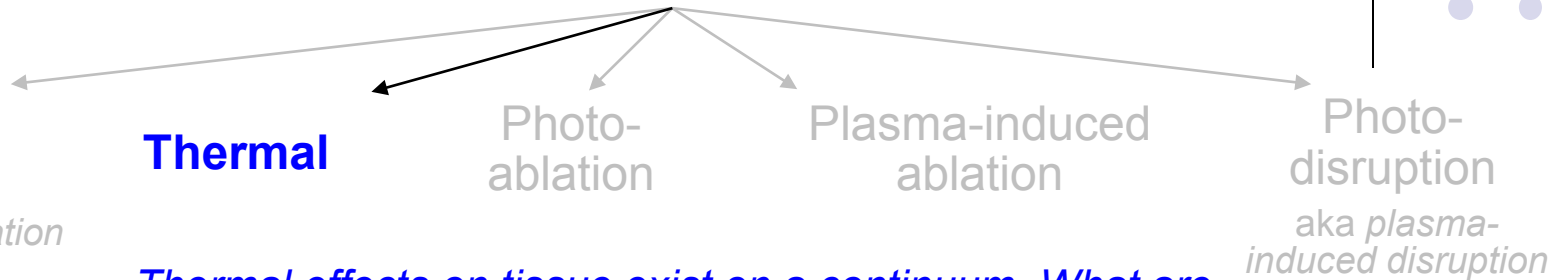 Thermal
Photo-
ablation
Plasma-induced
ablation
Photo-
disruption
aka plasma-
induced disruption
Thermal effects on tissue exist on a continuum. What are